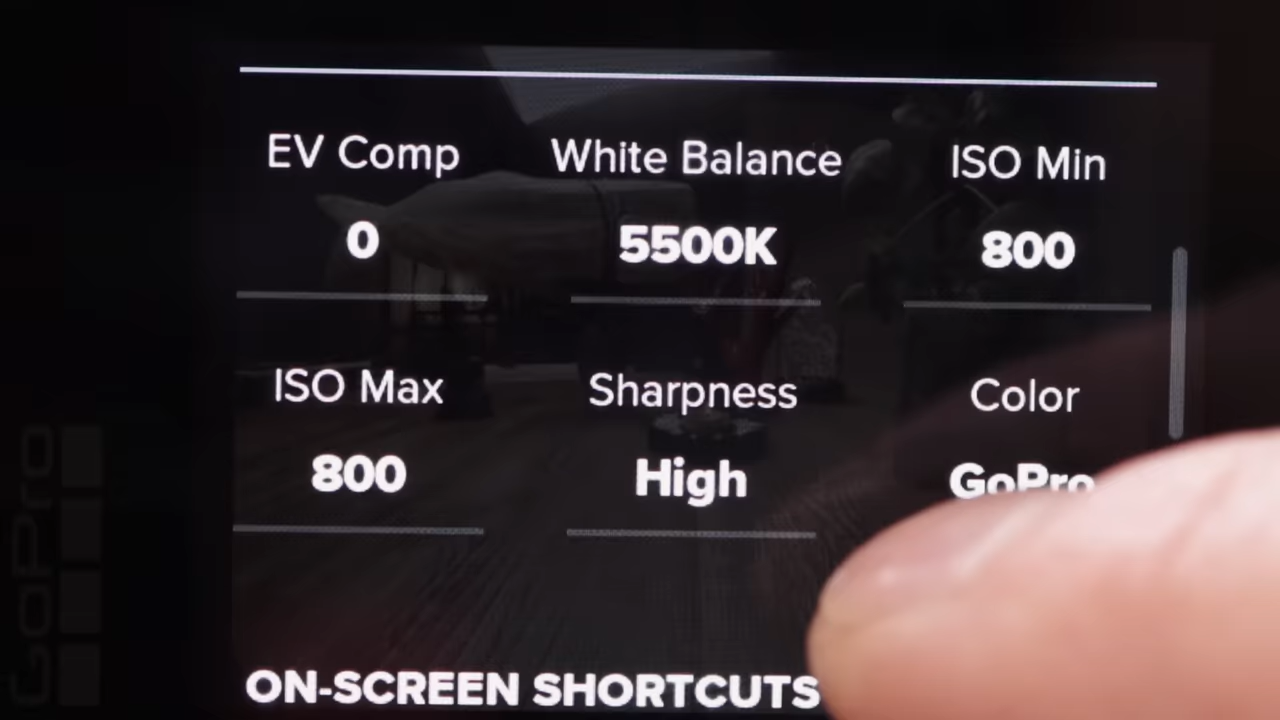 EV Comp White Balance ISO Min
0 5500K 800
ISO Max Sharpness Color
800 High GoPro
ON-SCREEN SHORTCUTS
GoPro